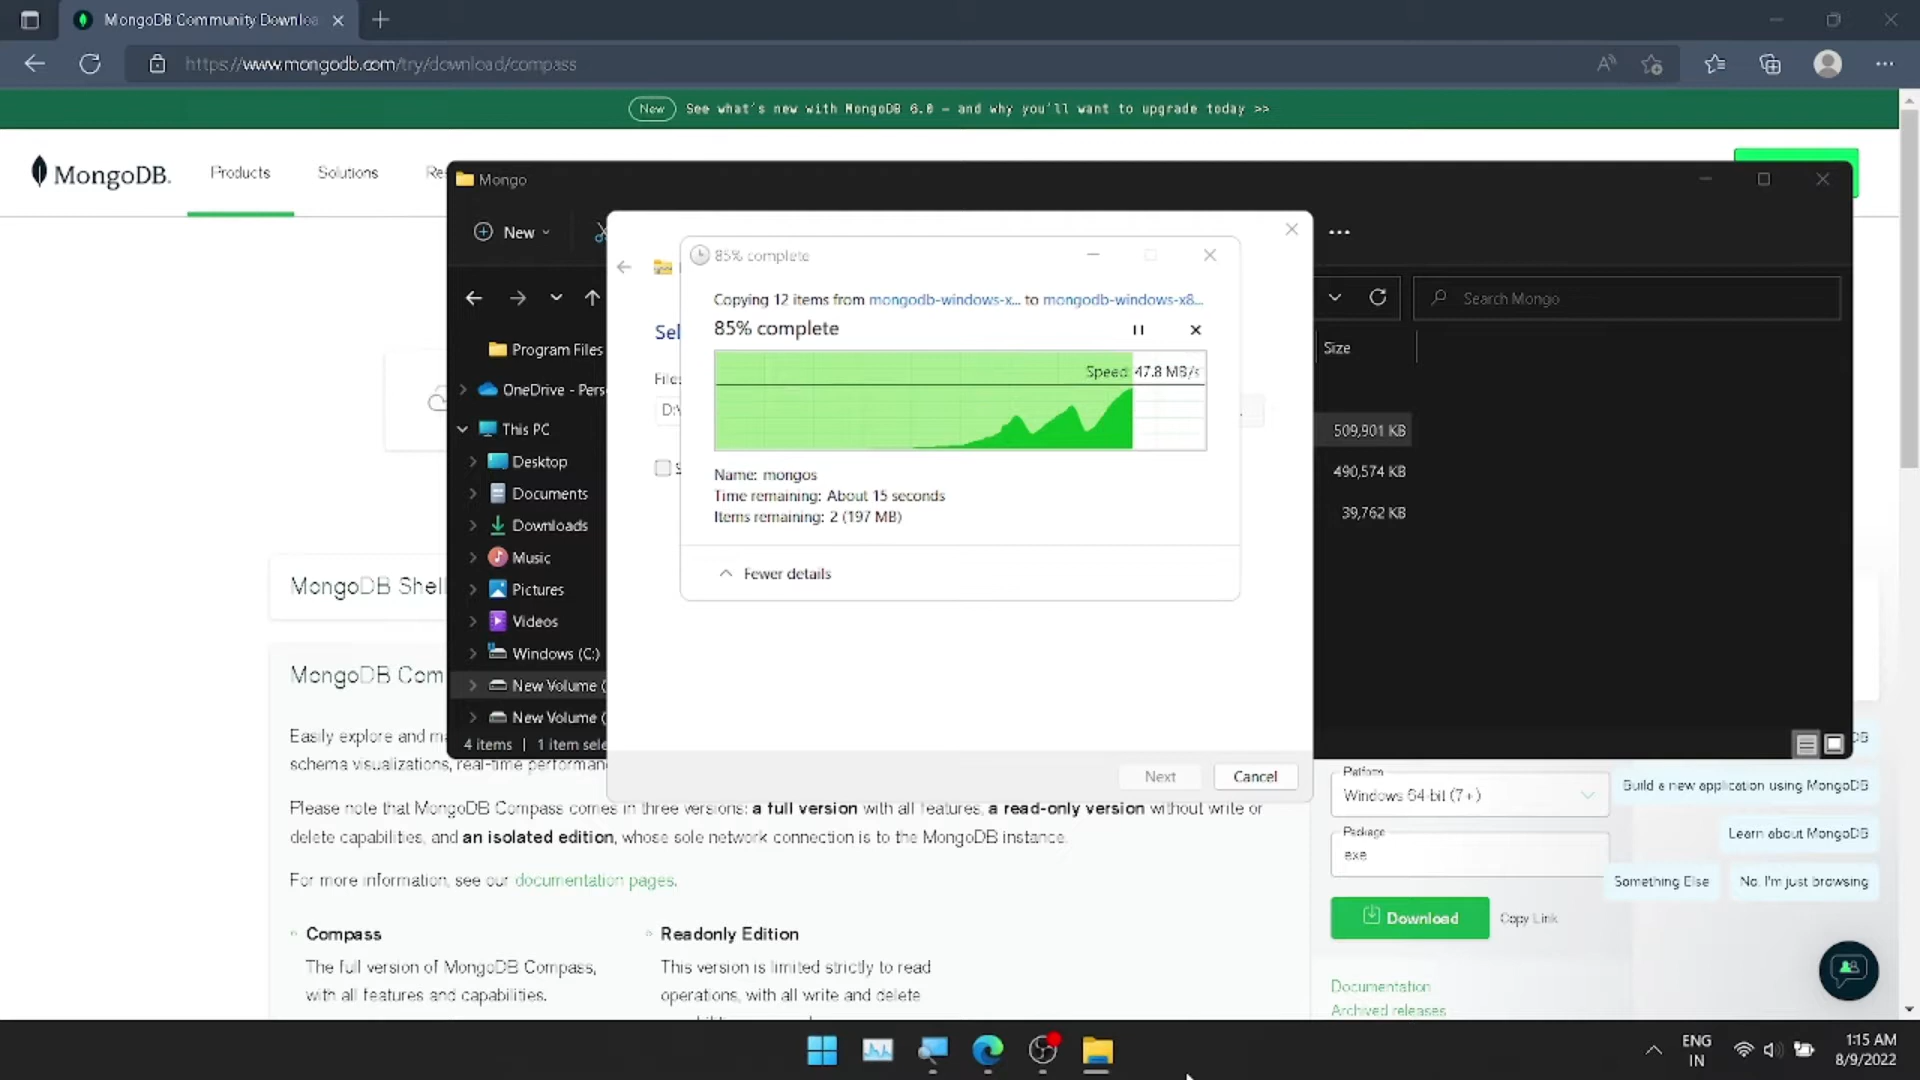 MongoDB Community Downloa
https://www.mongodb.com/try/download/compass
New See what's new with MongoDB 6.0 – and why you'll want to upgrade today >>
MongoDB.
Products
Solutions
Res
Mongo
New
Search Mongo
Program Files
OneDrive - Pers
This PC
Desktop
Documents
Downloads
Music
Pictures
Videos
Windows (C:)
New Volume (
New Volume (
4 items
1 item sele
Size
509,901 KB
490,574 KB
39,762 KB
Sel
Files
D:\
85% complete
Copying 12 items from mongodb-windows-x... to mongodb-windows-x8...
85% complete
Speed: 47.8 MB/s
Name: mongos
Time remaining: About 15 seconds
Items remaining: 2 (197 MB)
Fewer details
Next
Cancel
MongoDB Shell
MongoDB Com
Easily explore and m
schema visualizations, real-time performan
Please note that MongoDB Compass comes in three versions: a full version with all features, a read-only version without write or
delete capabilities, and an isolated edition, whose sole network connection is to the MongoDB instance.
For more information, see our documentation pages.
Compass
The full version of MongoDB Compass,
with all features and capabilities.
Readonly Edition
This version is limited strictly to read
operations, with all write and delete
Platform
Windows 64-bit (7+)
Package
exe
Download
Copy Link
Documentation
Archived releases
DB
Build a new application using MongoDB
Learn about MongoDB
Something Else
No, I'm just browsing
ENG
IN
1:15 AM
8/9/2022